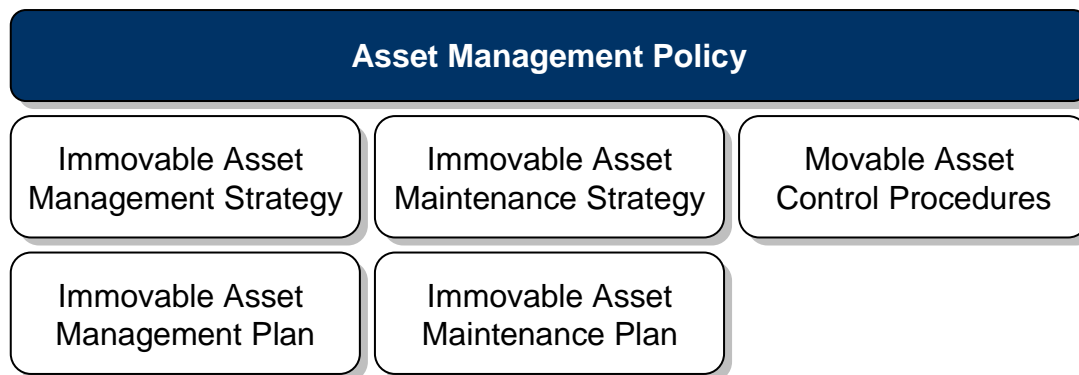 Asset Management Policy
Immovable Asset
Management Strategy
Immovable Asset
Maintenance Strategy
Movable Asset
Control Procedures
Immovable Asset
Management Plan
Immovable Asset
Maintenance Plan